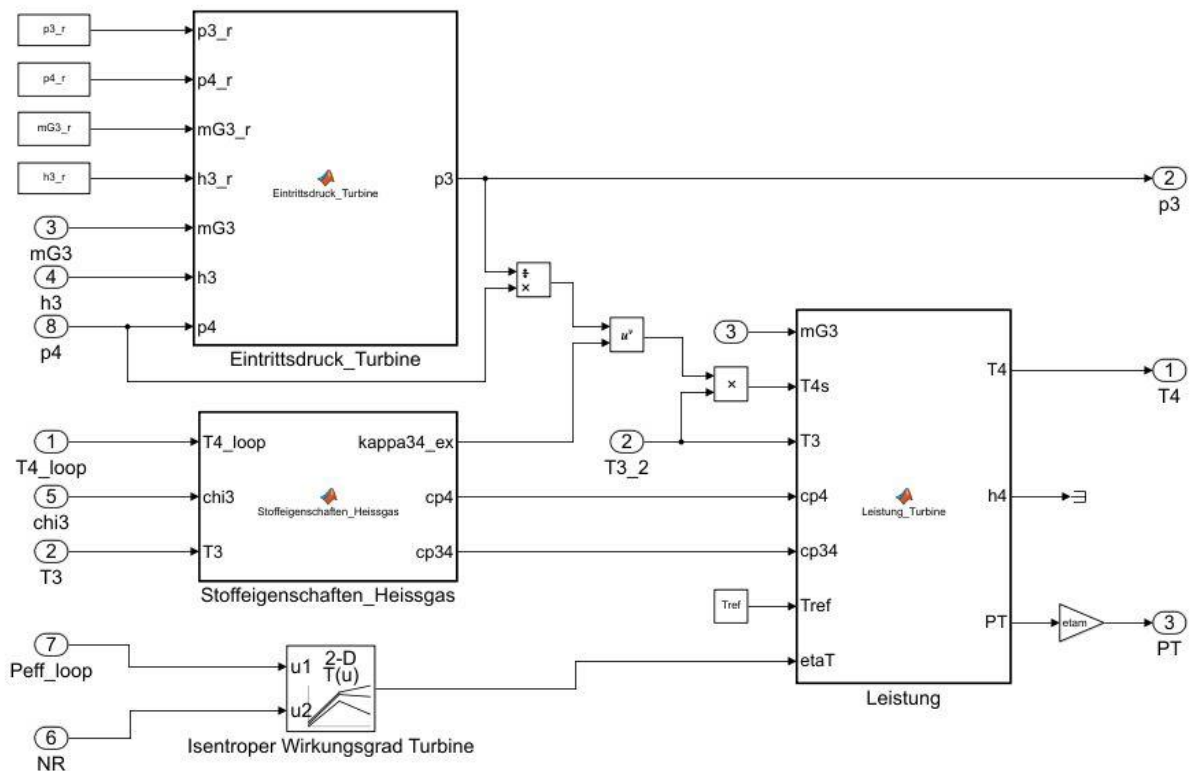 p3_r
p3_r
p4_r
p4_r
mG3_r
mG3_r
h3_r
h3_r
Eintrittsdruck_Turbine
p3
2
p3
3
mG3
mG3
4
h3
h3
8
p4
p4
Eintrittsdruck_Turbine
÷
×
u^v
3
mG3
×
T4s
T4
1
T4
1
T4_loop
T4_loop
kappa34_ex
2
T3_2
T3
5
chi3
chi3
Stoffeigenschaften_Heissgas
cp4
cp4
Leistung_Turbine
h4
2
T3
T3
cp34
cp34
Stoffeigenschaften_Heissgas
Tref
Tref
PT
etam
3
PT
7
Peff_loop
u1
2-D
T(u)
u2
etaT
Leistung
6
NR
Isentroper Wirkungsgrad Turbine